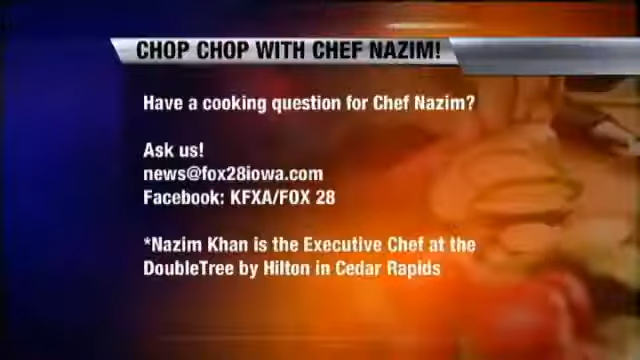 CHOP CHOP WITH CHEF NAZIM!
Have a cooking question for Chef Nazim?
Ask us!
news@fox28iowa.com
Facebook: KFXA/FOX 28
*Nazim Khan is the Executive Chef at the
DoubleTree by Hilton in Cedar Rapids